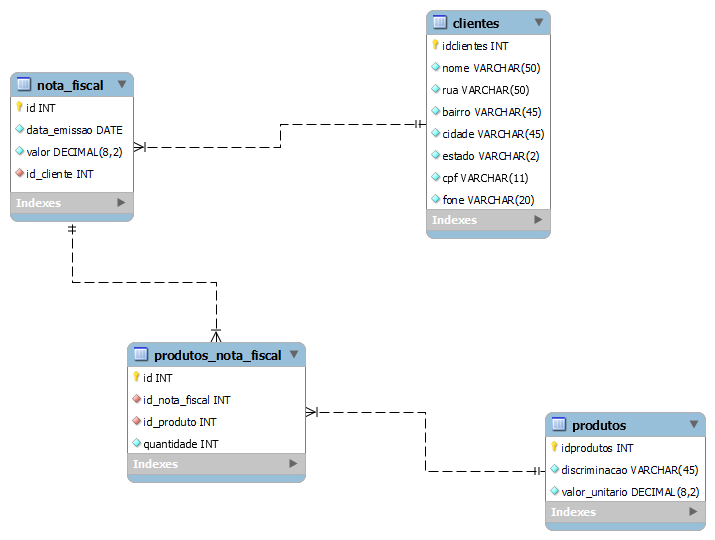 clientes
idclientes INT
nome VARCHAR(50)
rua VARCHAR(50)
bairro VARCHAR(45)
cidade VARCHAR(45)
estado VARCHAR(2)
cpf VARCHAR(11)
fone VARCHAR(20)
Indexes
nota_fiscal
id INT
data_emissao DATE
valor DECIMAL(8,2)
id_cliente INT
Indexes
produtos_nota_fiscal
id INT
id_nota_fiscal INT
id_produto INT
quantidade INT
Indexes
produtos
idprodutos INT
discriminacao VARCHAR(45)
valor_unitario DECIMAL(8,2)
Indexes